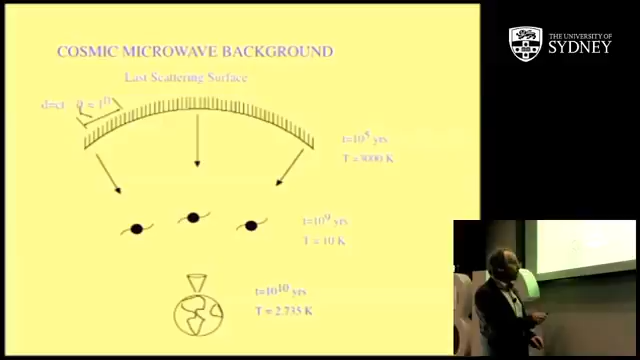 COSMIC MICROWAVE BACKGROUND
Last Scattering Surface
d=ct θ ≈ 1°
t=10⁵ yrs
T = 3000 K
t=10⁹ yrs
T = 10 K
t=10¹⁰ yrs
T = 2.735 K
THE UNIVERSITY OF
SYDNEY